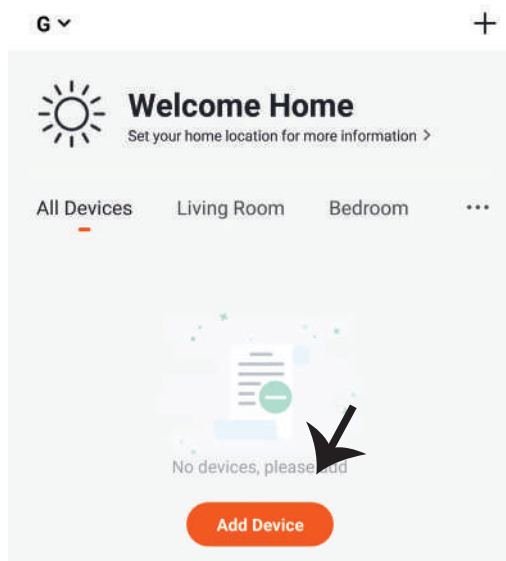 G
Welcome Home
Set your home location for more information >
All Devices Living Room Bedroom ...
No devices, please add
Add Device